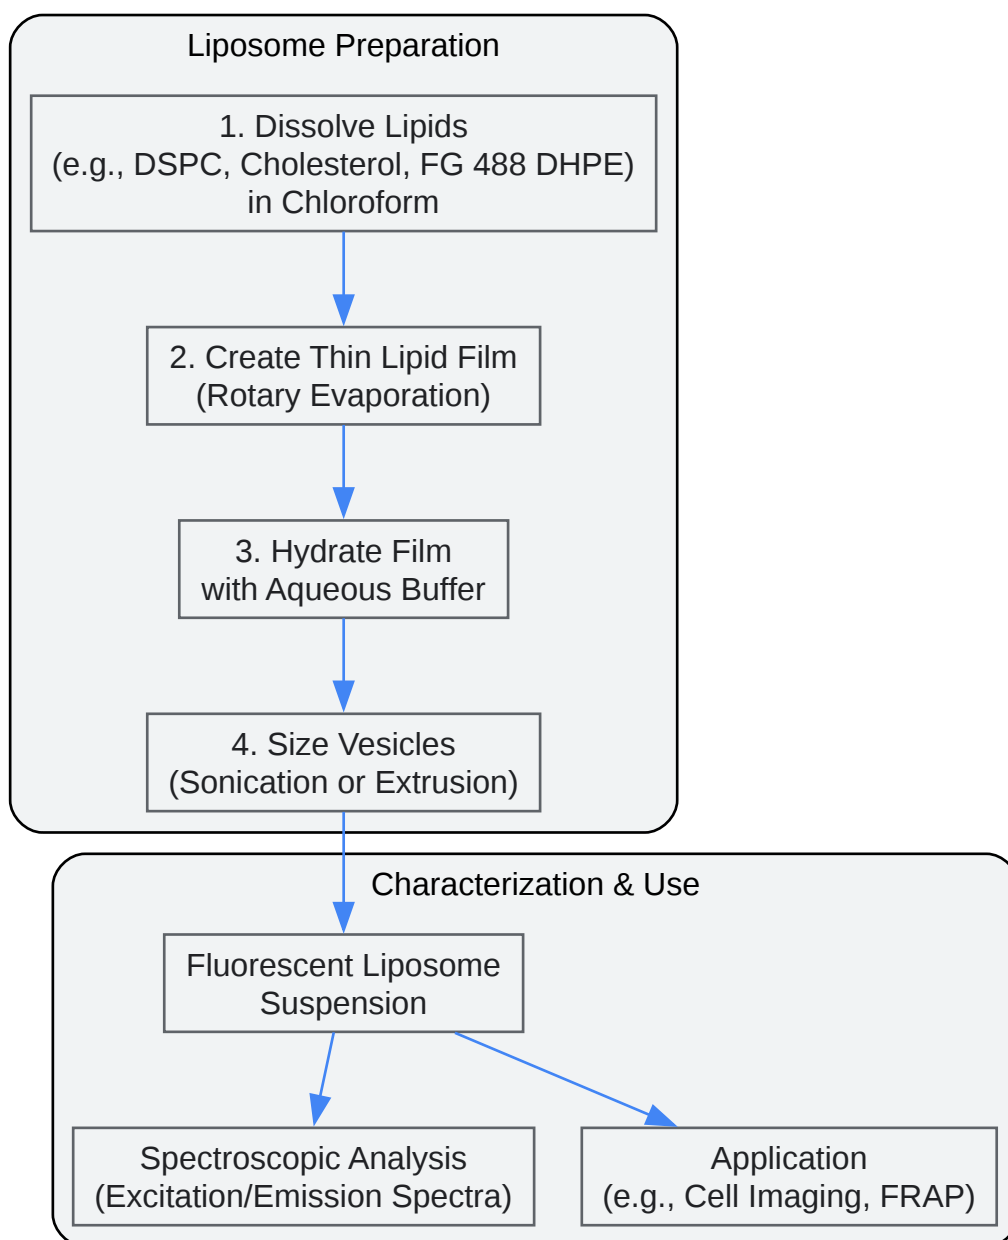 Liposome Preparation
1. Dissolve Lipids
(e.g., DSPC, Cholesterol, FG 488 DHPE)
in Chloroform
2. Create Thin Lipid Film
(Rotary Evaporation)
3. Hydrate Film
with Aqueous Buffer
4. Size Vesicles
(Sonication or Extrusion)
Characterization & Use
Fluorescent Liposome
Suspension
Spectroscopic Analysis
(Excitation/Emission Spectra)
Application
(e.g., Cell Imaging, FRAP)